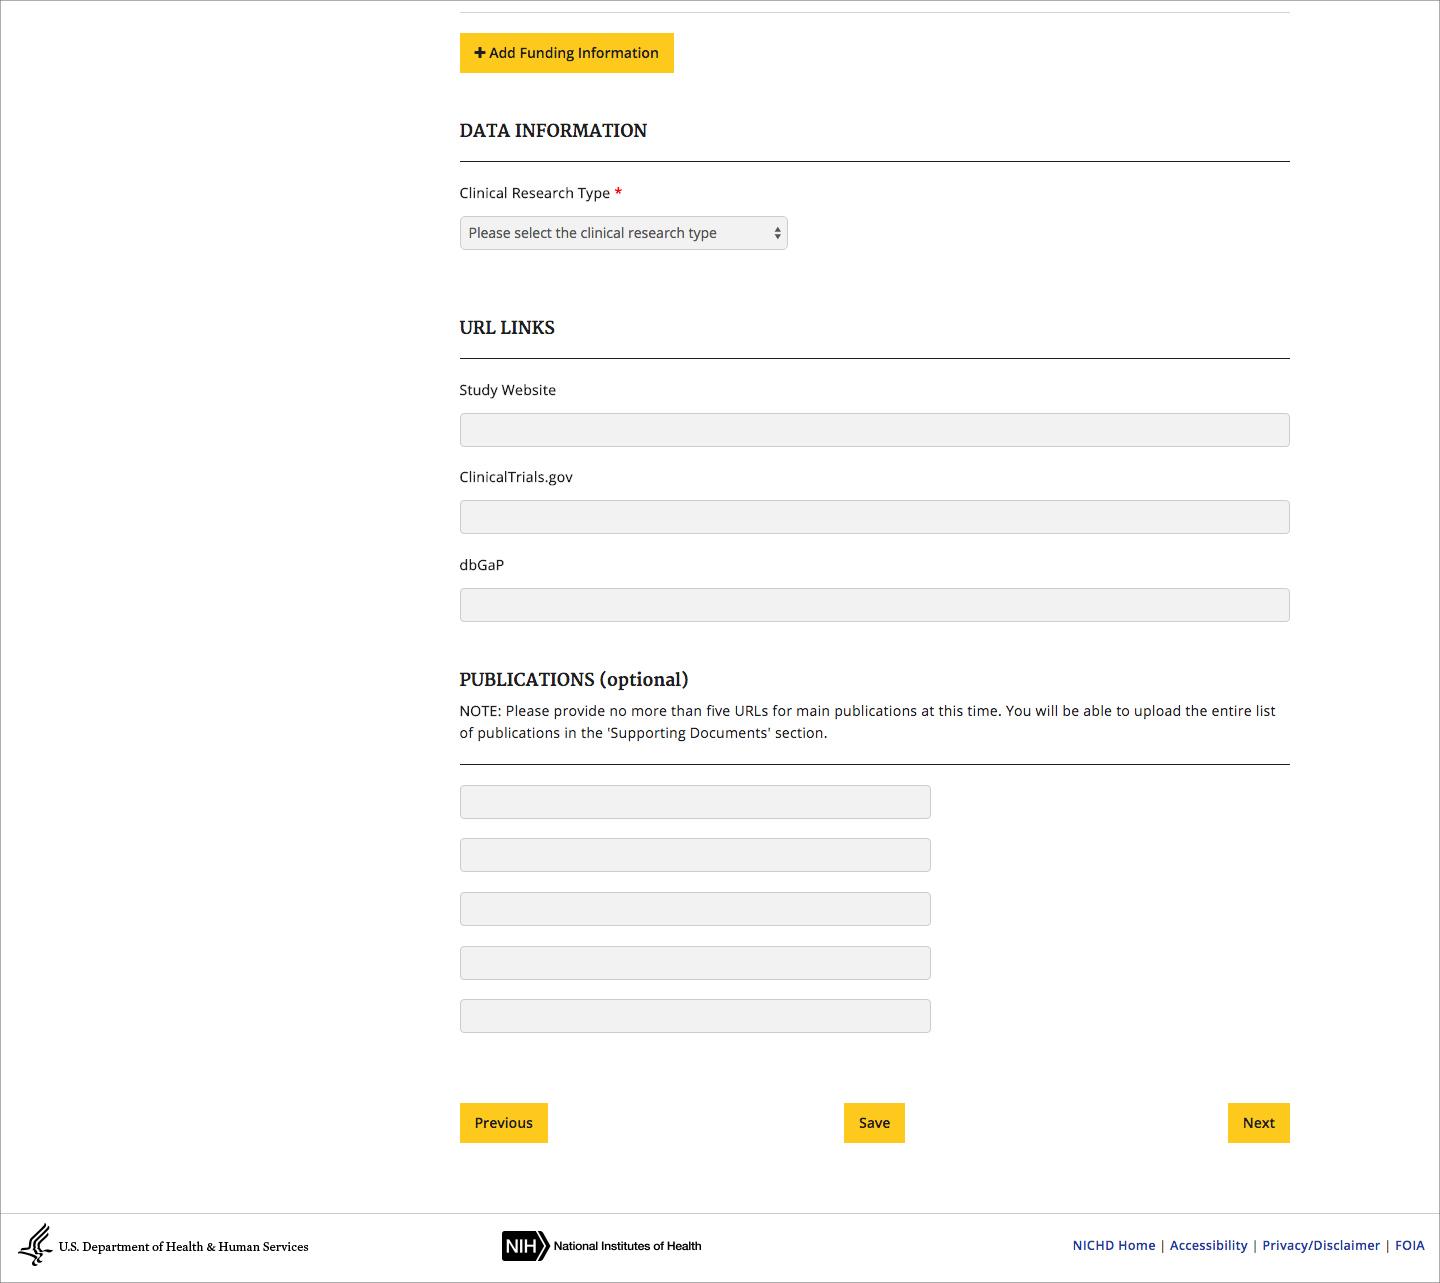 ✚ Add Funding Information
DATA INFORMATION
Clinical Research Type *
Please select the clinical research type
URL LINKS
Study Website
ClinicalTrials.gov
dbGaP
PUBLICATIONS (optional)
NOTE: Please provide no more than five URLs for main publications at this time. You will be able to upload the entire list
of publications in the 'Supporting Documents' section.
Previous
Save
Next
U.S. Department of Health & Human Services
NIH National Institutes of Health
NICHD Home | Accessibility | Privacy/Disclaimer | FOIA